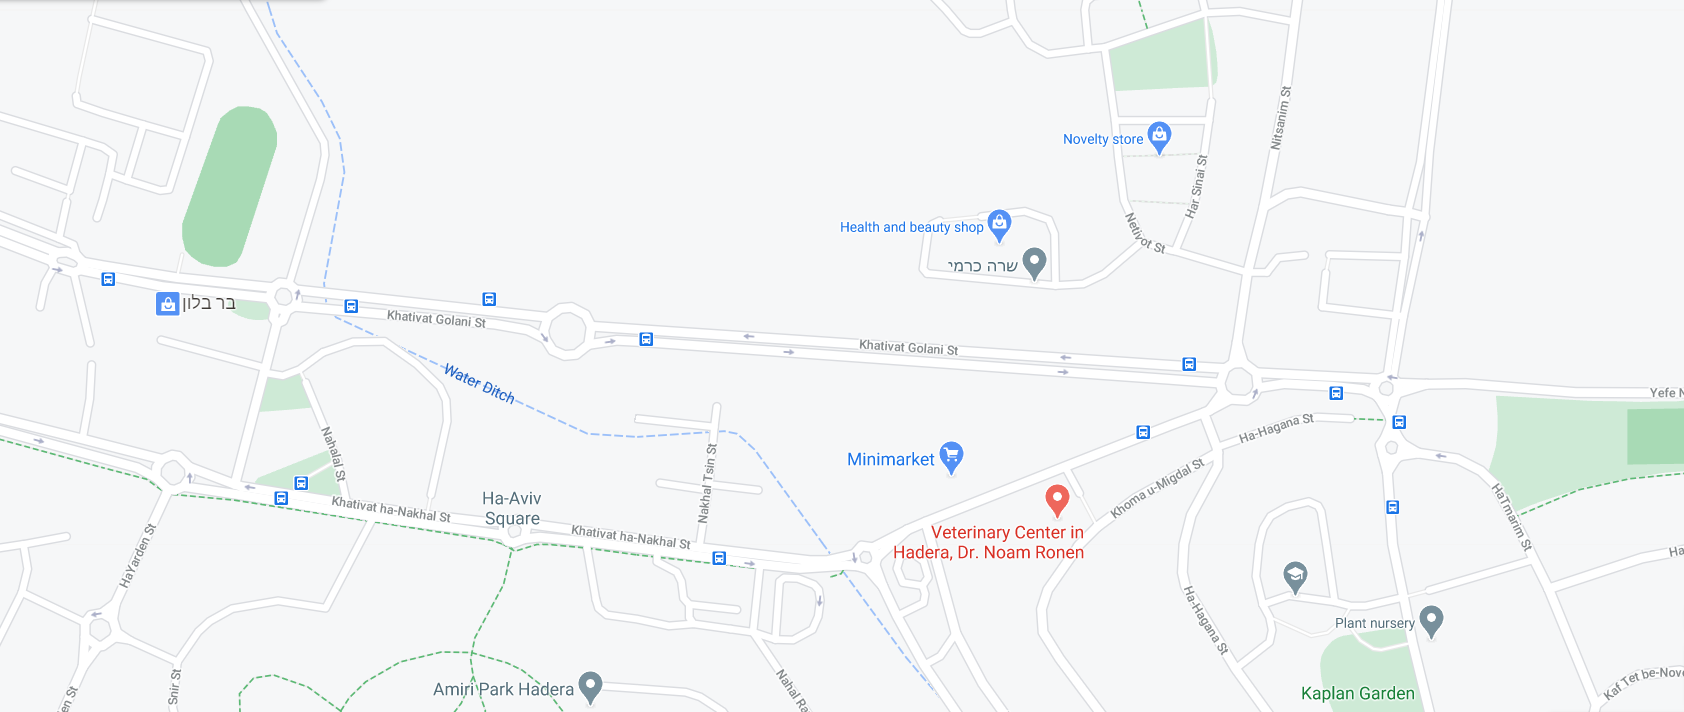 Nitsanim St
Novelty store
Har Sinai St
Netivot St
Health and beauty shop
שרה כרמי
בר בלון
Khativat Golani St
Khativat Golani St
Water Ditch
Yefe N
Ha-Hagana St
Nahalal St
Minimarket
Nakhal Tsin St
Khoma u-Migdal St
Ha-Aviv
Square
Khativat ha-Nakhal St
Khativat ha-Nakhal St
Veterinary Center in
Hadera, Dr. Noam Ronen
HaTmarim St
HaYarden St
Ha
Ha-Hagana St
Plant nursery
Amiri Park Hadera
Snir St
en St
Nahal Ra
Kaplan Garden
Kaf Tet be-Nove